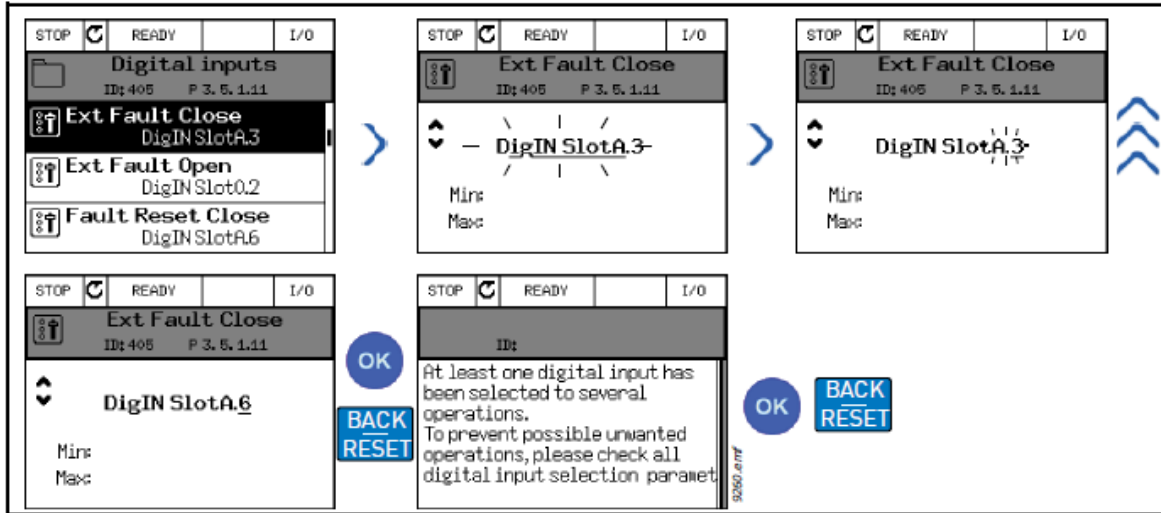 STOP READY I/O
Digital inputs
ID: 405 P 3.5.1.11
Ext Fault Close
DigIN SlotA.3
Ext Fault Open
DigIN Slot0.2
Fault Reset Close
DigIN SlotA.6
STOP READY I/O
Ext Fault Close
ID: 405 P 3.5.1.11
DigIN SlotA.3
Min:
Max:
STOP READY I/O
Ext Fault Close
ID: 405 P 3.5.1.11
DigIN SlotA.3
Min:
Max:
STOP READY I/O
Ext Fault Close
ID: 405 P 3.5.1.11
DigIN SlotA.6
Min:
Max:
OK
BACK
RESET
STOP READY I/O
ID:
At least one digital input has
been selected to several
operations.
To prevent possible unwanted
operations, please check all
digital input selection paramet
9260.emf
OK
BACK
RESET